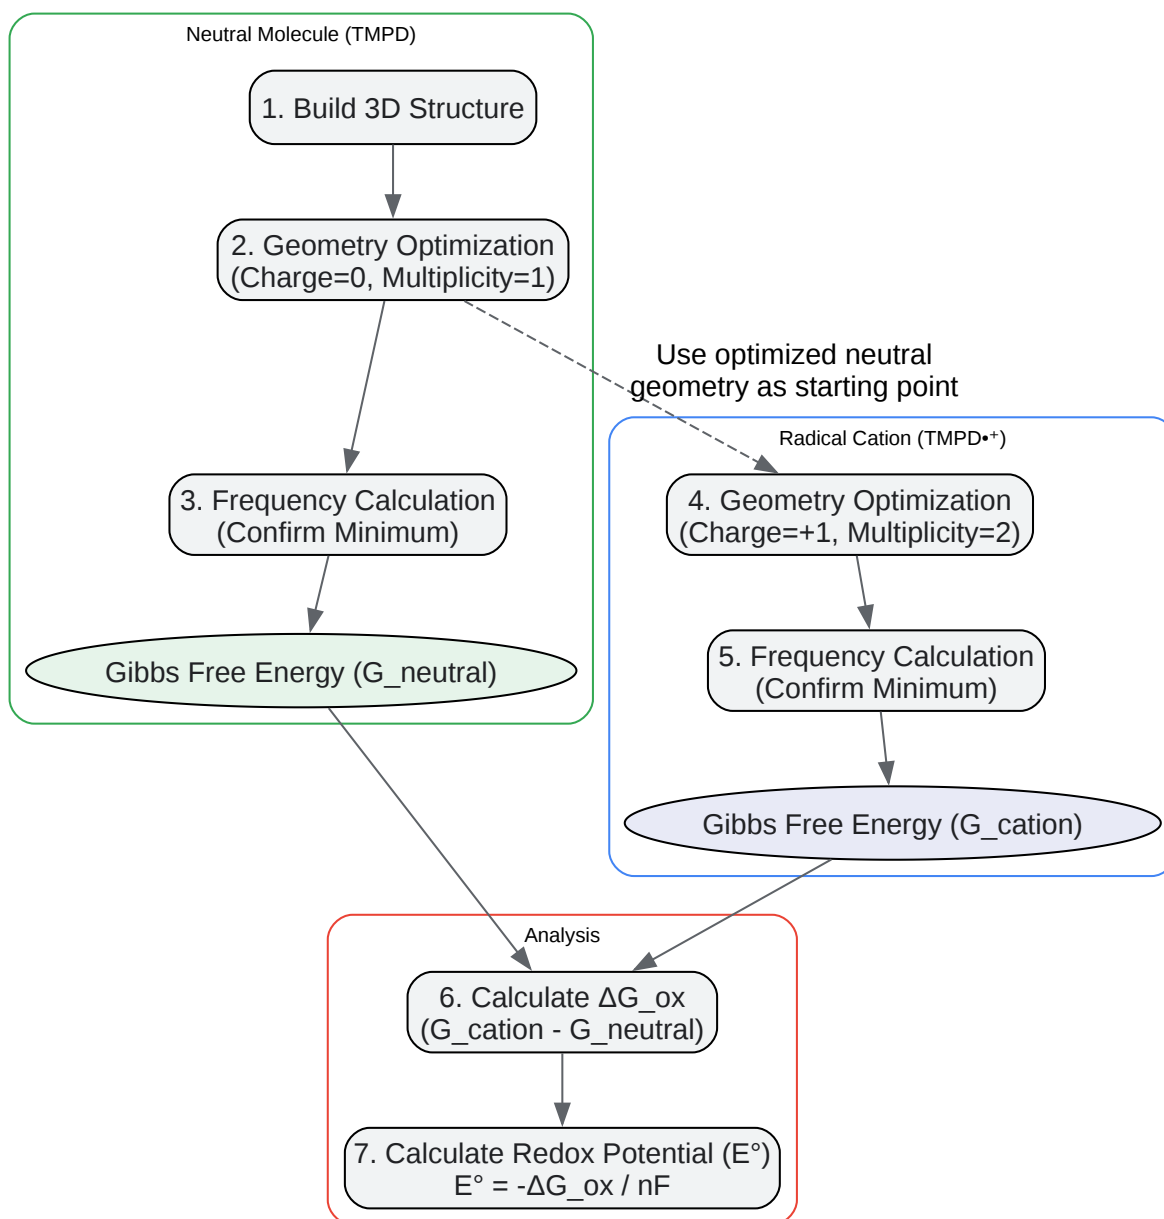 Neutral Molecule (TMPD)
1. Build 3D Structure
2. Geometry Optimization
(Charge=0, Multiplicity=1)
Use optimized neutral
geometry as starting point
3. Frequency Calculation
(Confirm Minimum)
Gibbs Free Energy (G_neutral)
Radical Cation (TMPD•⁺)
4. Geometry Optimization
(Charge=+1, Multiplicity=2)
5. Frequency Calculation
(Confirm Minimum)
Gibbs Free Energy (G_cation)
Analysis
6. Calculate ΔG_ox
(G_cation - G_neutral)
7. Calculate Redox Potential (E°)
E° = -ΔG_ox / nF